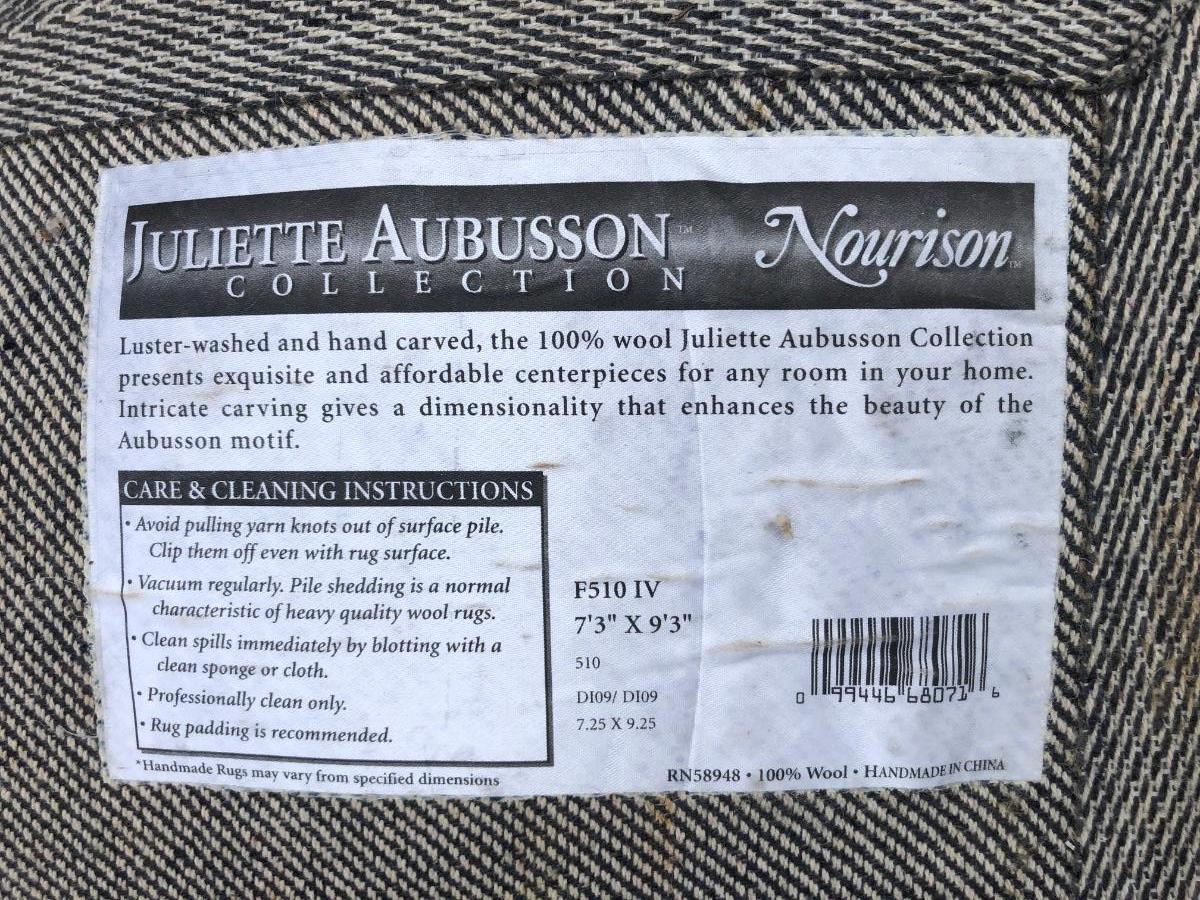 JULIETTE AUBUSSON™ Nourison™
COLLECTION
Luster-washed and hand carved, the 100% wool Juliette Aubusson Collection
presents exquisite and affordable centerpieces for any room in your home.
Intricate carving gives a dimensionality that enhances the beauty of the
Aubusson motif.
CARE & CLEANING INSTRUCTIONS
• Avoid pulling yarn knots out of surface pile.
Clip them off even with rug surface.
• Vacuum regularly. Pile shedding is a normal
characteristic of heavy quality wool rugs.
• Clean spills immediately by blotting with a
clean sponge or cloth.
• Professionally clean only.
• Rug padding is recommended.
*Handmade Rugs may vary from specified dimensions
F510 IV
7'3" X 9'3"
510
DI09/ DI09
7.25 X 9.25
0 99446 68071 6
RN58948 • 100% Wool • HANDMADE IN CHINA